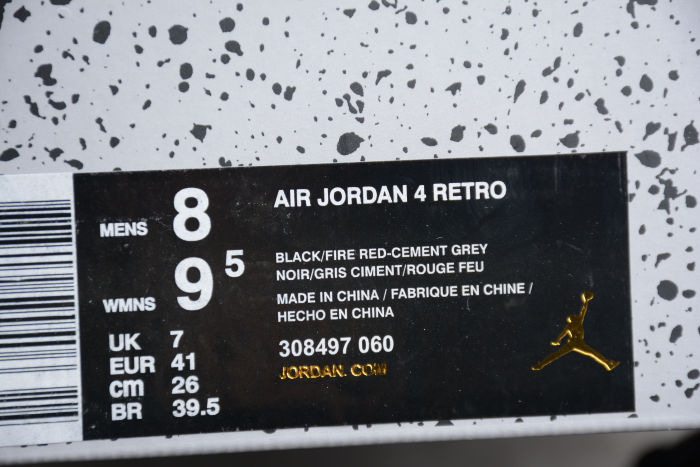 MENS 8
WMNS 9 5
UK 7
EUR 41
cm 26
BR 39.5
AIR JORDAN 4 RETRO
BLACK/FIRE RED-CEMENT GREY
NOIR/GRIS CIMENT/ROUGE FEU
MADE IN CHINA / FABRIQUE EN CHINE /
HECHO EN CHINA
308497 060
JORDAN.COM